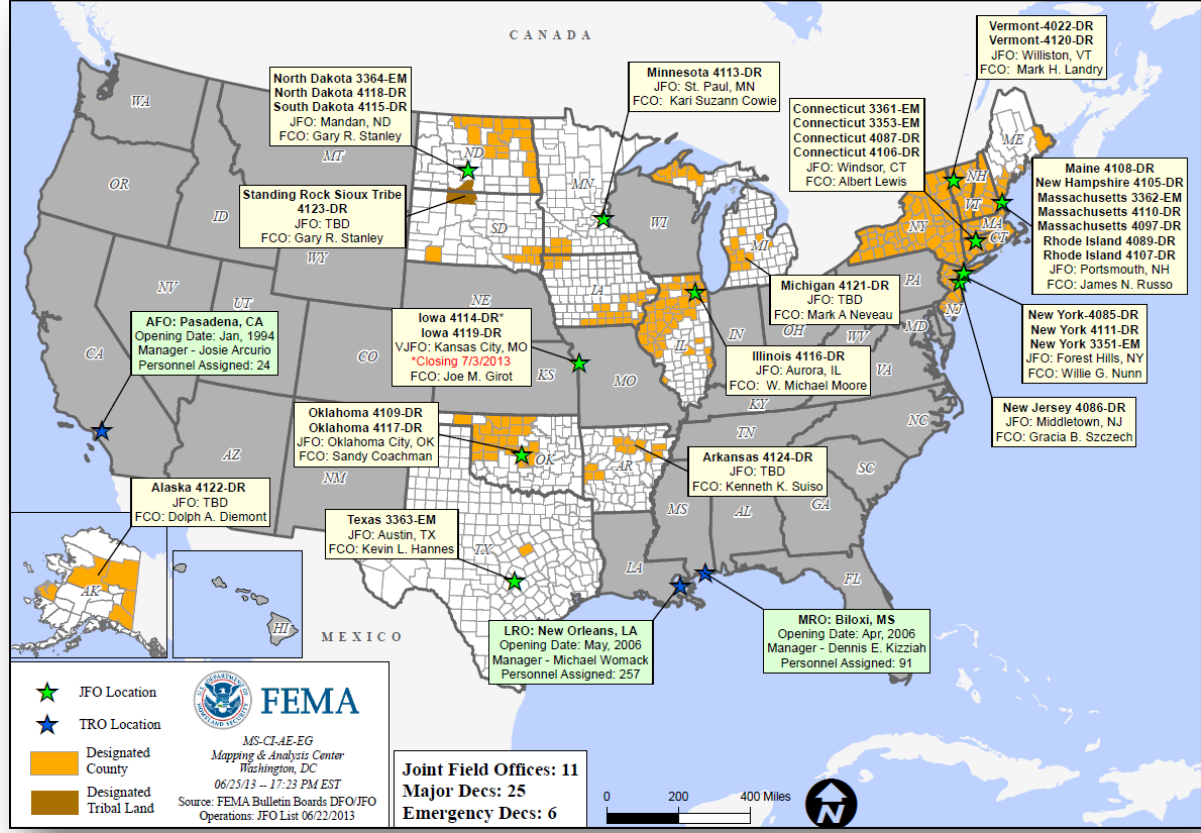 CANADA
Vermont-4022-DR
Vermont-4120-DR
JFO: Williston, VT
FCO: Mark H. Landry
North Dakota 3364-EM
North Dakota 4118-DR
South Dakota 4115-DR
JFO: Mandan, ND
FCO: Gary R. Stanley
Minnesota 4113-DR
JFO: St. Paul, MN
FCO: Kari Suzann Cowie
Connecticut 3361-EM
Connecticut 3353-EM
Connecticut 4087-DR
Connecticut 4106-DR
JFO: Windsor, CT
FCO: Albert Lewis
Maine 4108-DR
New Hampshire 4105-DR
Massachusetts 3362-EM
Massachusetts 4110-DR
Massachusetts 4097-DR
Rhode Island 4089-DR
Rhode Island 4107-DR
JFO: Portsmouth, NH
FCO: James N. Russo
Standing Rock Sioux Tribe
4123-DR
JFO: TBD
FCO: Gary R. Stanley
WA
MT
ND
MN
ME
OR
ID
SD
WI
MI
NY
NH
VT
MA
CT
WY
NV
UT
NE
IA
PA
NJ
CA
CO
KS
MO
IL
IN
OH
WV
MD
VA
KY
AZ
NM
OK
AR
TN
NC
SC
MS
AL
GA
TX
LA
FL
AK
HI
Michigan 4121-DR
JFO: TBD
FCO: Mark A Neveau
AFO: Pasadena, CA
Opening Date: Jan, 1994
Manager - Josie Arcurio
Personnel Assigned: 24
Iowa 4114-DR*
Iowa 4119-DR
VJFO: Kansas City, MO
*Closing 7/3/2013
FCO: Joe M. Girot
Illinois 4116-DR
JFO: Aurora, IL
FCO: W. Michael Moore
New York-4085-DR
New York 4111-DR
New York 3351-EM
JFO: Forest Hills, NY
FCO: Willie G. Nunn
New Jersey 4086-DR
JFO: Middletown, NJ
FCO: Gracia B. Szczech
Oklahoma 4109-DR
Oklahoma 4117-DR
JFO: Oklahoma City, OK
FCO: Sandy Coachman
Arkansas 4124-DR
JFO: TBD
FCO: Kenneth K. Suiso
Alaska 4122-DR
JFO: TBD
FCO: Dolph A. Diemont
Texas 3363-EM
JFO: Austin, TX
FCO: Kevin L. Hannes
MEXICO
LRO: New Orleans, LA
Opening Date: May, 2006
Manager - Michael Womack
Personnel Assigned: 257
MRO: Biloxi, MS
Opening Date: Apr, 2006
Manager - Dennis E. Kizziah
Personnel Assigned: 91
JFO Location
TRO Location
Designated
County
Designated
Tribal Land
FEMA
MS-CI-AE-EG
Mapping & Analysis Center
Washington, DC
06/25/13 -- 17:23 PM EST
Source: FEMA Bulletin Boards DFO/JFO
Operations: JFO List 06/22/2013
Joint Field Offices: 11
Major Decs: 25
Emergency Decs: 6
0 200 400 Miles
N